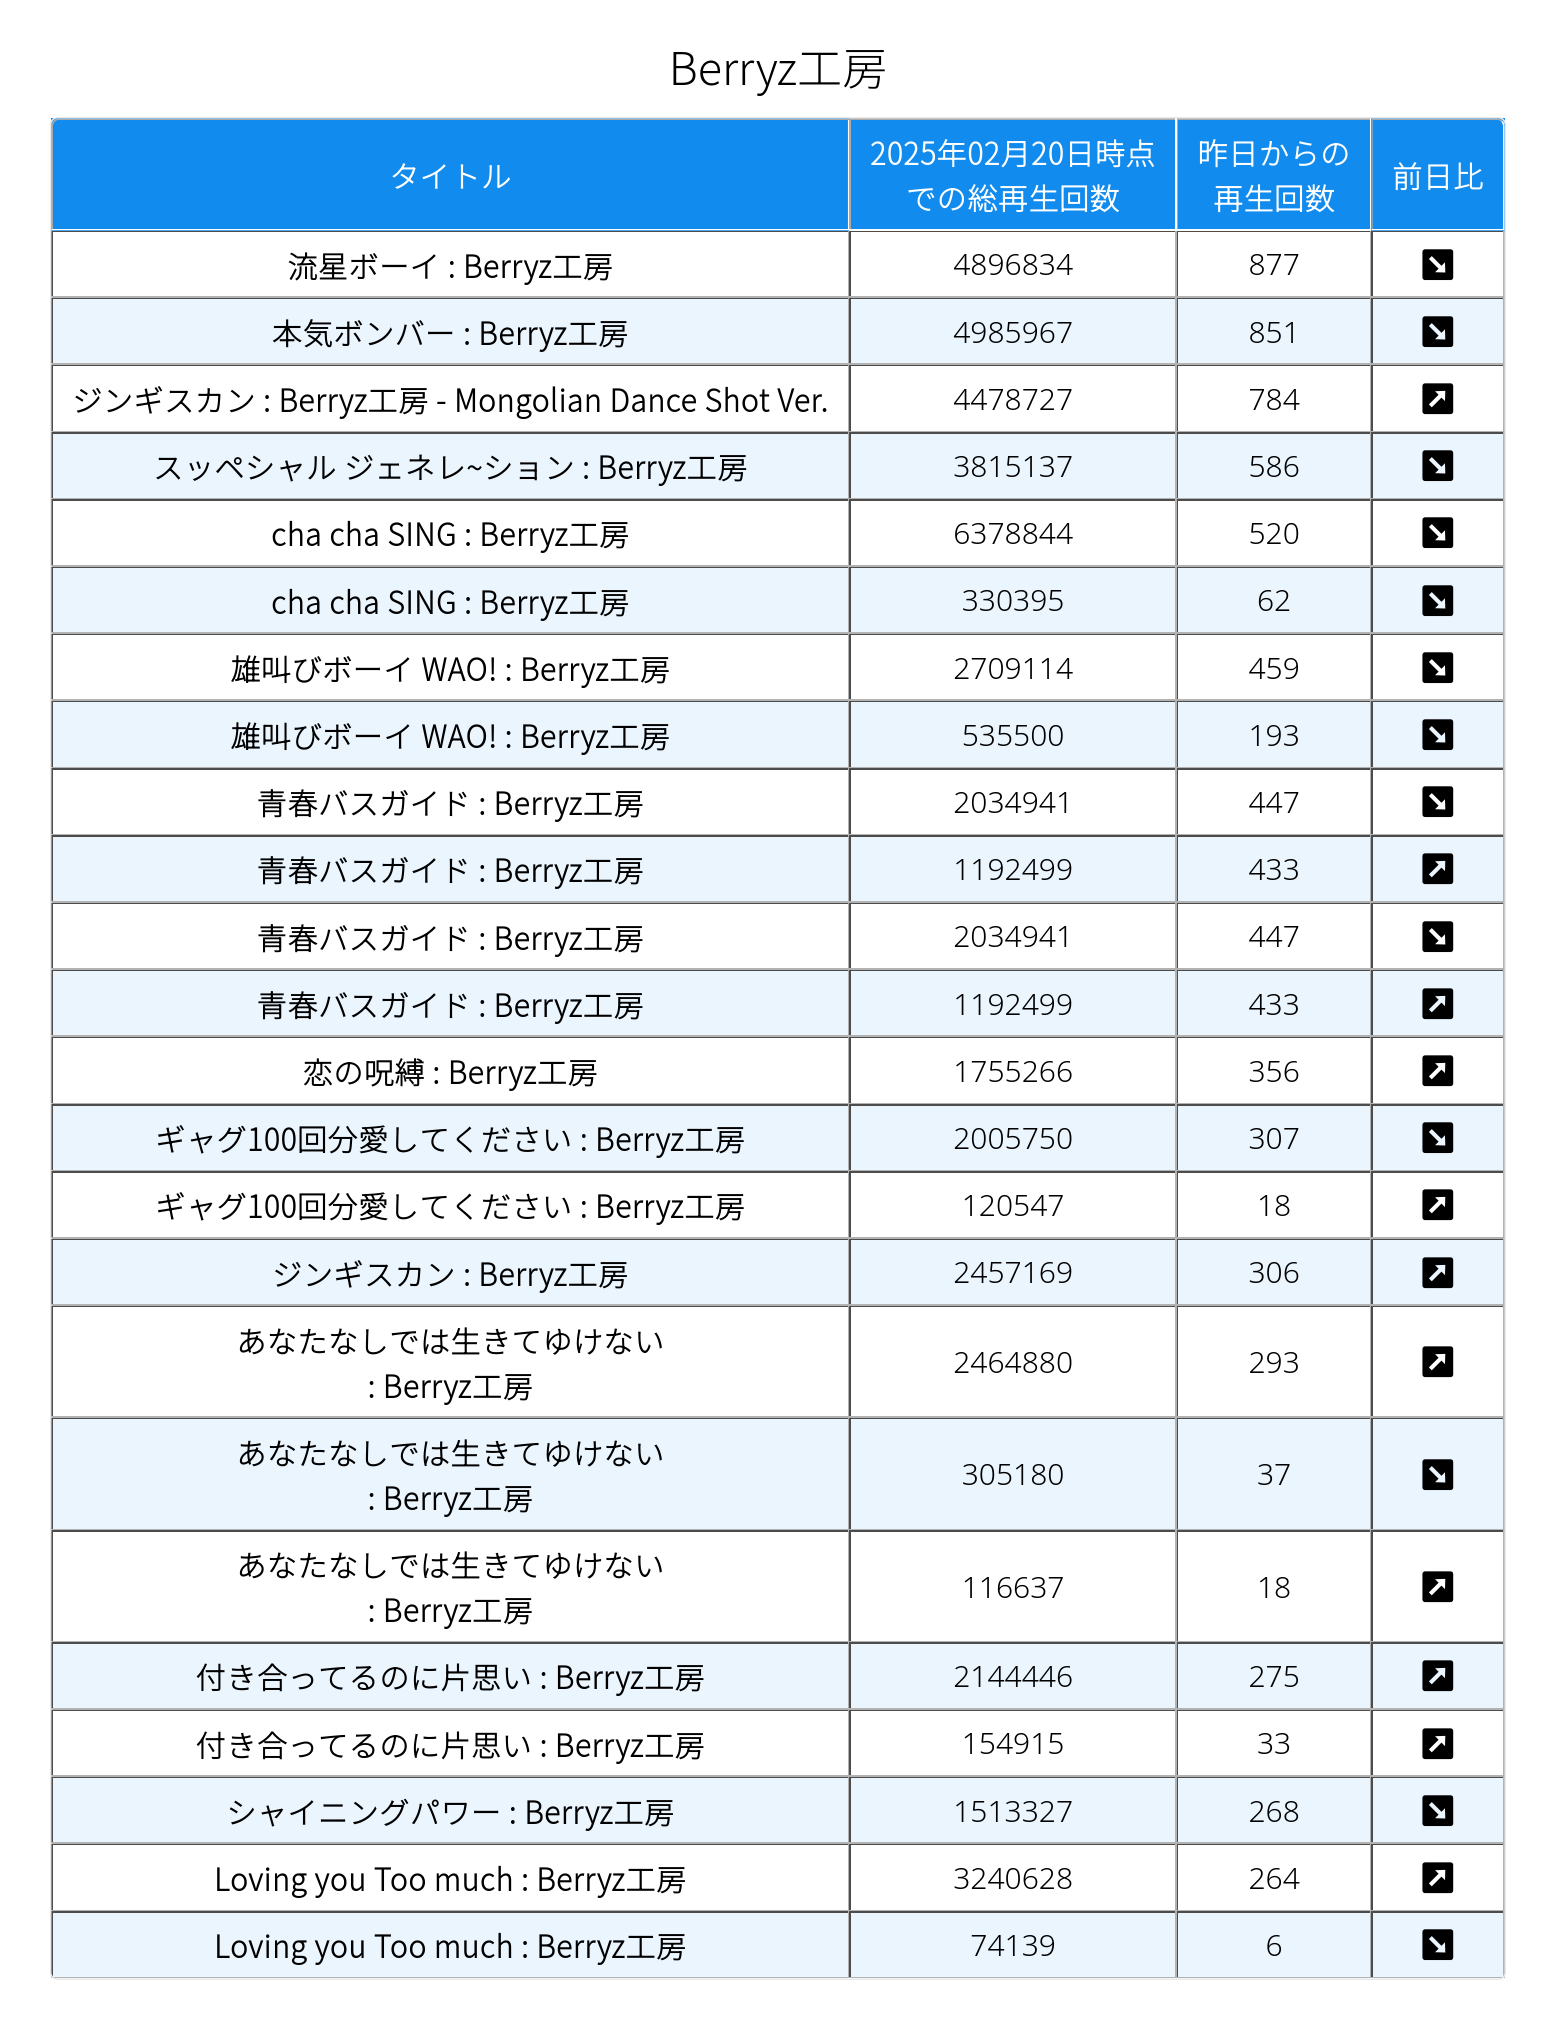 Berryz工房
タイトル 2025年02月20日時点での総再生回数 昨日からの再生回数 前日比
流星ボーイ : Berryz工房 4896834 877 ↘
本気ボンバー : Berryz工房 4985967 851 ↘
ジンギスカン : Berryz工房 - Mongolian Dance Shot Ver. 4478727 784 ↗
スッペシャル ジェネレ~ション : Berryz工房 3815137 586 ↘
cha cha SING : Berryz工房 6378844 520 ↘
cha cha SING : Berryz工房 330395 62 ↘
雄叫びボーイ WAO! : Berryz工房 2709114 459 ↘
雄叫びボーイ WAO! : Berryz工房 535500 193 ↘
青春バスガイド : Berryz工房 2034941 447 ↘
青春バスガイド : Berryz工房 1192499 433 ↗
青春バスガイド : Berryz工房 2034941 447 ↘
青春バスガイド : Berryz工房 1192499 433 ↗
恋の呪縛 : Berryz工房 1755266 356 ↗
ギャグ100回分愛してください : Berryz工房 2005750 307 ↘
ギャグ100回分愛してください : Berryz工房 120547 18 ↗
ジンギスカン : Berryz工房 2457169 306 ↗
あなたなしでは生きてゆけない : Berryz工房 2464880 293 ↗
あなたなしでは生きてゆけない : Berryz工房 305180 37 ↘
あなたなしでは生きてゆけない : Berryz工房 116637 18 ↗
付き合ってるのに片思い : Berryz工房 2144446 275 ↗
付き合ってるのに片思い : Berryz工房 154915 33 ↗
シャイニングパワー : Berryz工房 1513327 268 ↘
Loving you Too much : Berryz工房 3240628 264 ↗
Loving you Too much : Berryz工房 74139 6 ↘